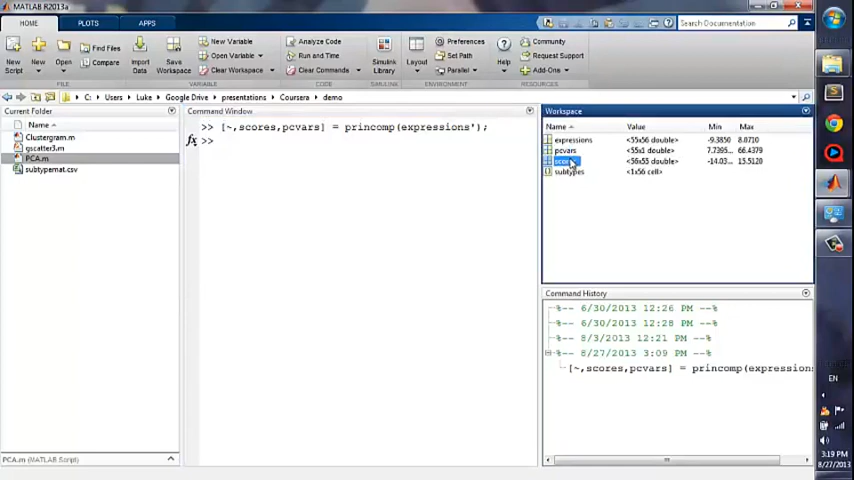 MATLAB R2013a
HOME PLOTS APPS
Search Documentation
New Script
New
Open
Find Files
Compare
Import Data
Save Workspace
New Variable
Open Variable
Clear Workspace
Analyze Code
Run and Time
Clear Commands
Simulink Library
Layout
Preferences
Set Path
Parallel
Help
Community
Request Support
Add-Ons
FILE VARIABLE CODE SIMULINK ENVIRONMENT RESOURCES
C: Users Luke Google Drive presentations Coursera demo
Current Folder
Name
Clustergram.m
gscatter3.m
PCA.m
subtypemat.csv
PCA.m (MATLAB Script)
Command Window
>> [~,scores,pcvars] = princomp(expressions');
fx >>
Workspace
Name Value Min Max
expressions <55x56 double> -9.3850 8.0710
pcvars <55x1 double> 7.7395... 66.4379
<56x55 double> -14.03... 15.5120
subtypes <1x56 cell>
Command History
%-- 6/30/2013 12:26 PM --%
%-- 6/30/2013 12:28 PM --%
%-- 8/3/2013 12:21 PM --%
%-- 8/27/2013 3:09 PM --%
[~,scores,pcvars] = princomp(expressions
EN
3:19 PM
8/27/2013